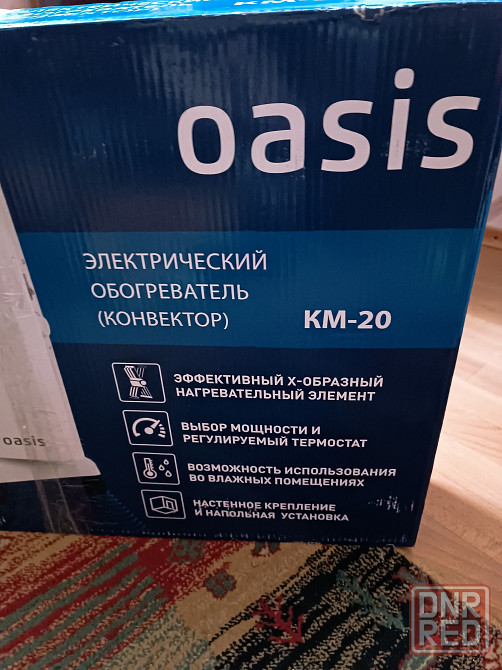 oasis
ЭЛЕКТРИЧЕСКИЙ
ОБОГРЕВАТЕЛЬ
(КОНВЕКТОР)
КМ-20
ЭФФЕКТИВНЫЙ Х-ОБРАЗНЫЙ
НАГРЕВАТЕЛЬНЫЙ ЭЛЕМЕНТ
ВЫБОР МОЩНОСТИ И
РЕГУЛИРУЕМЫЙ ТЕРМОСТАТ
ВОЗМОЖНОСТЬ ИСПОЛЬЗОВАНИЯ
ВО ВЛАЖНЫХ ПОМЕЩЕНИЯХ
НАСТЕННОЕ КРЕПЛЕНИЕ
И НАПОЛЬНАЯ УСТАНОВКА
oasis
DNR
RED